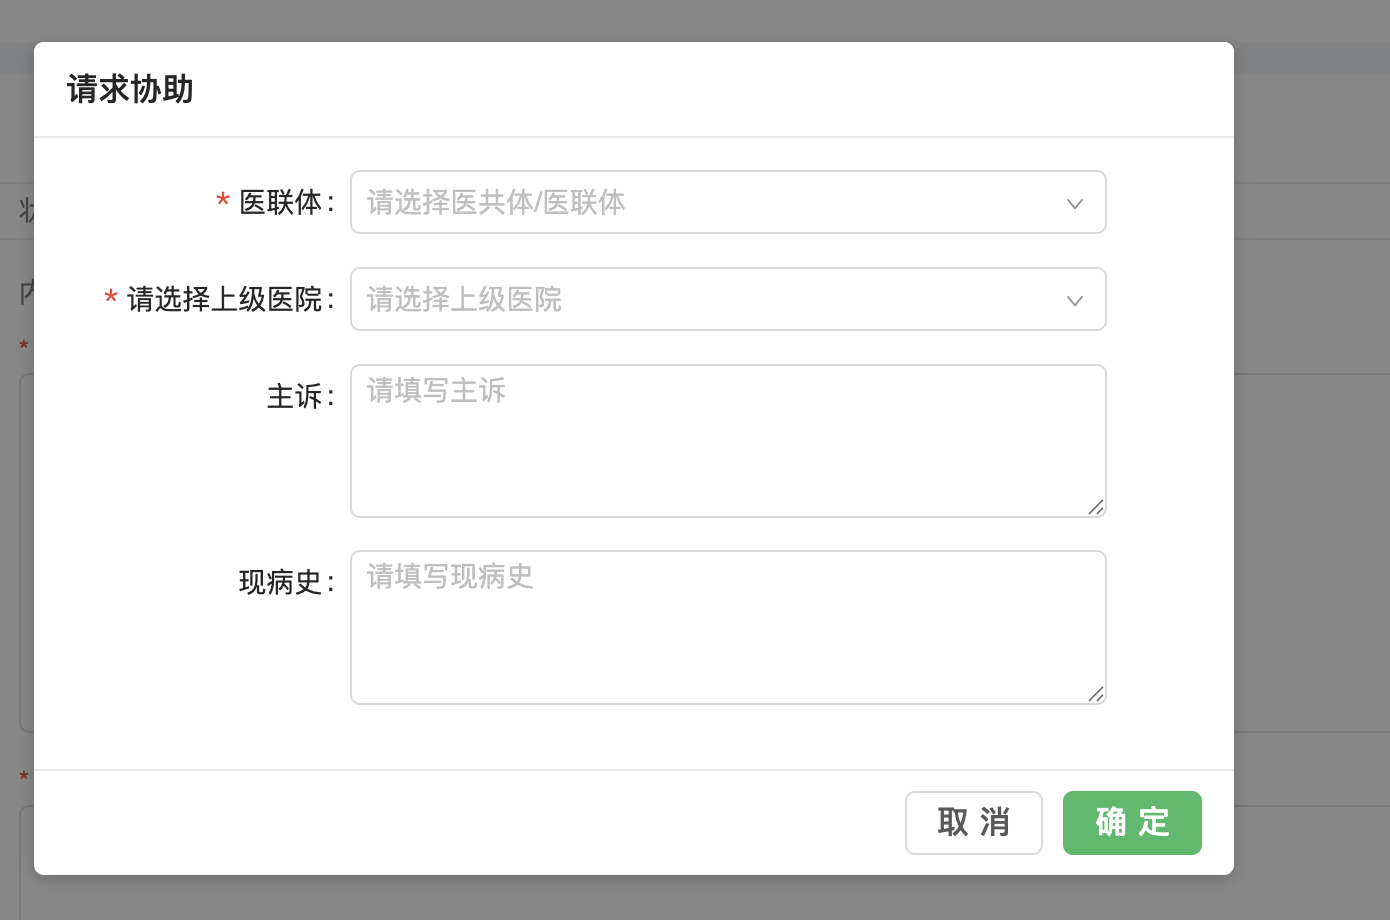 请求协助
* 医联体: 请选择医共体/医联体
* 请选择上级医院: 请选择上级医院
主诉: 请填写主诉
现病史: 请填写现病史
取 消 确 定